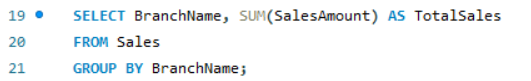 19 SELECT BranchName, SUM(SalesAmount) AS TotalSales
20 FROM Sales
21 GROUP BY BranchName;